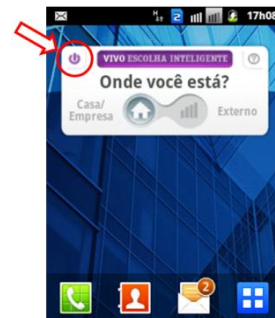 H
17h08
VIVO ESCOLHA INTELIGENTE
?
Onde você está?
Casa/
Empresa
Externo
2